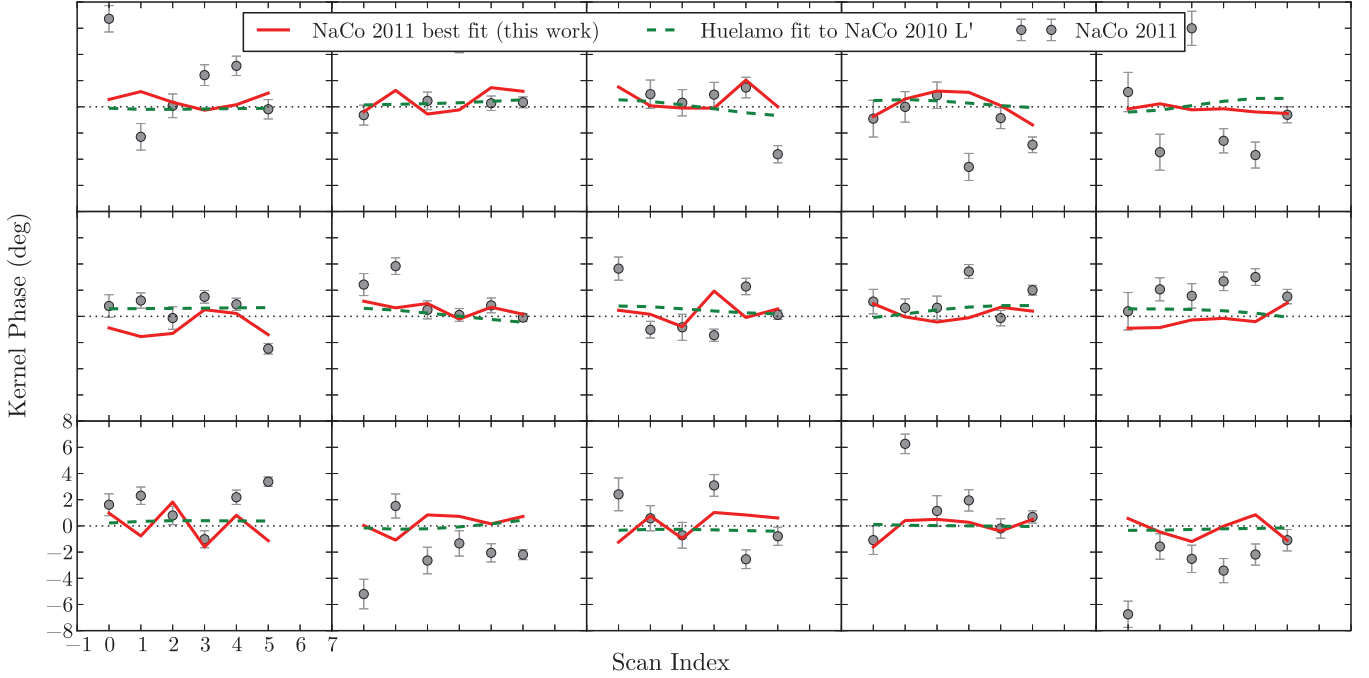 NaCo 2011 best fit (this work) Huelamo fit to NaCo 2010 L' NaCo 2011
Kernel Phase (deg)
8
6
4
2
0
−2
−4
−6
−8
−1 0 1 2 3 4 5 6 7
Scan Index